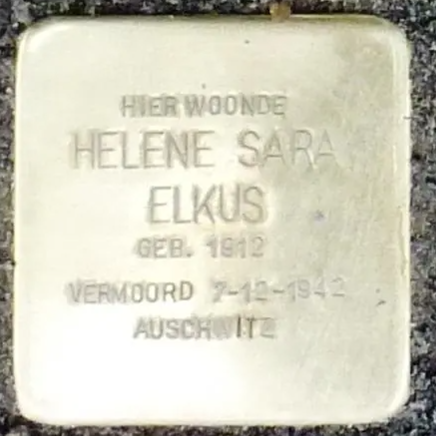 HIER WOONDE
HELENE SARA
ELKUS
GEB. 1912
VERMOORD 7-12-1942
AUSCHWITZ